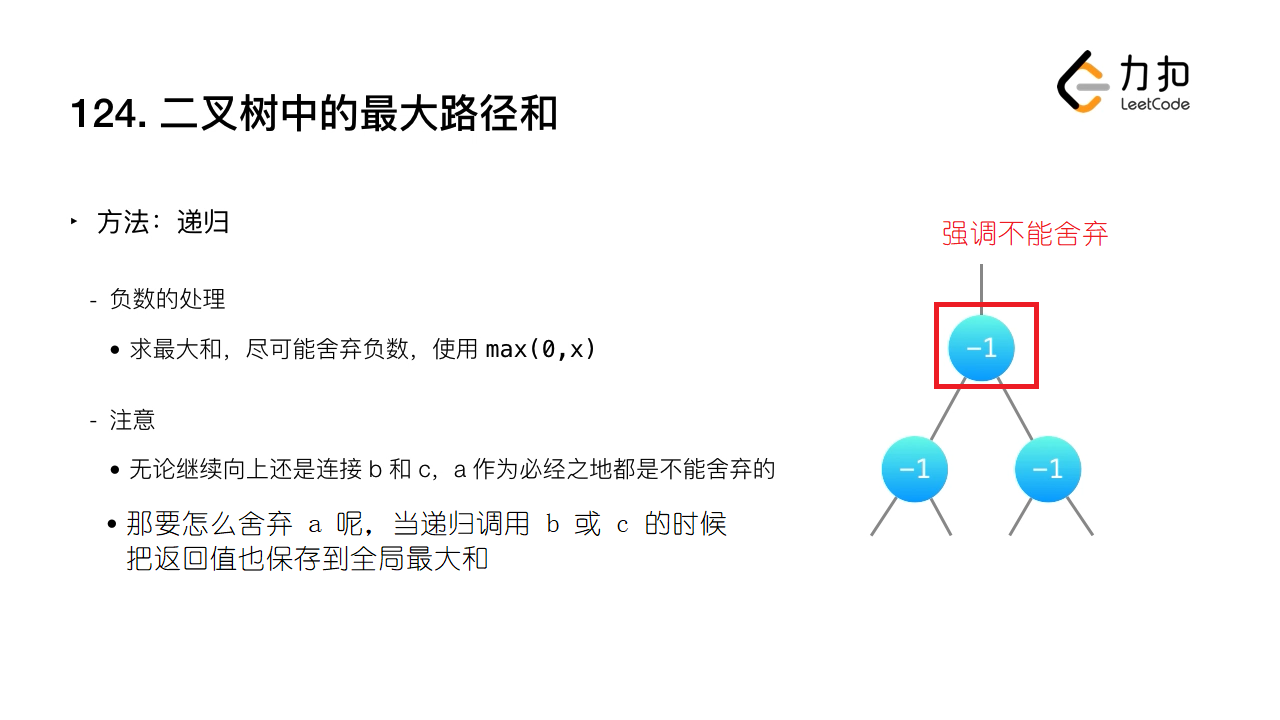 力扣
LeetCode
124. 二叉树中的最大路径和
‣ 方法：递归
强调不能舍弃
- 负数的处理
• 求最大和，尽可能舍弃负数，使用 max(0,x)
–1
- 注意
• 无论继续向上还是连接 b 和 c，a 作为必经之地都是不能舍弃的
–1 –1
• 那要怎么舍弃 a 呢，当递归调用 b 或 c 的时候
把返回值也保存到全局最大和